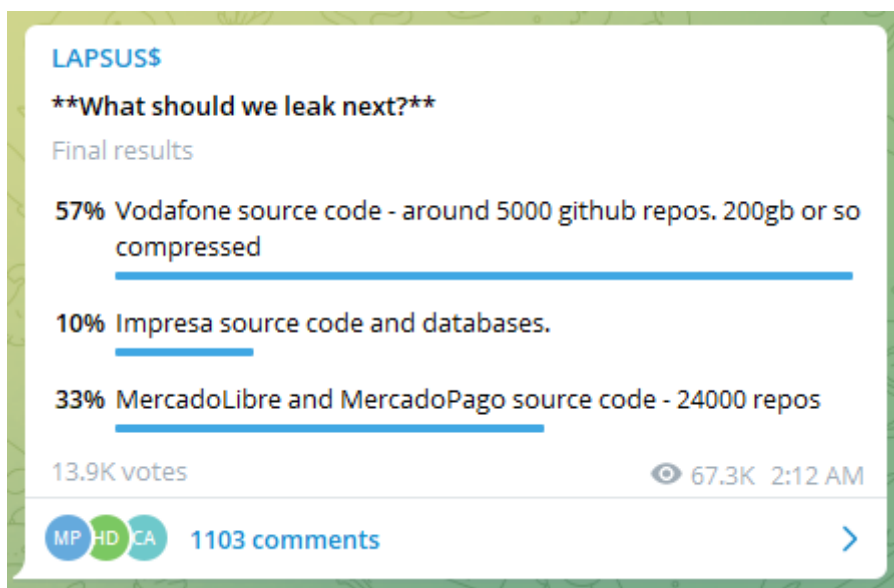 LAPSUS$
**What should we leak next?**
Final results
57% Vodafone source code - around 5000 github repos. 200gb or so
compressed
10% Impresa source code and databases.
33% MercadoLibre and MercadoPago source code - 24000 repos
13.9K votes 67.3K 2:12 AM
MP HD CA 1103 comments